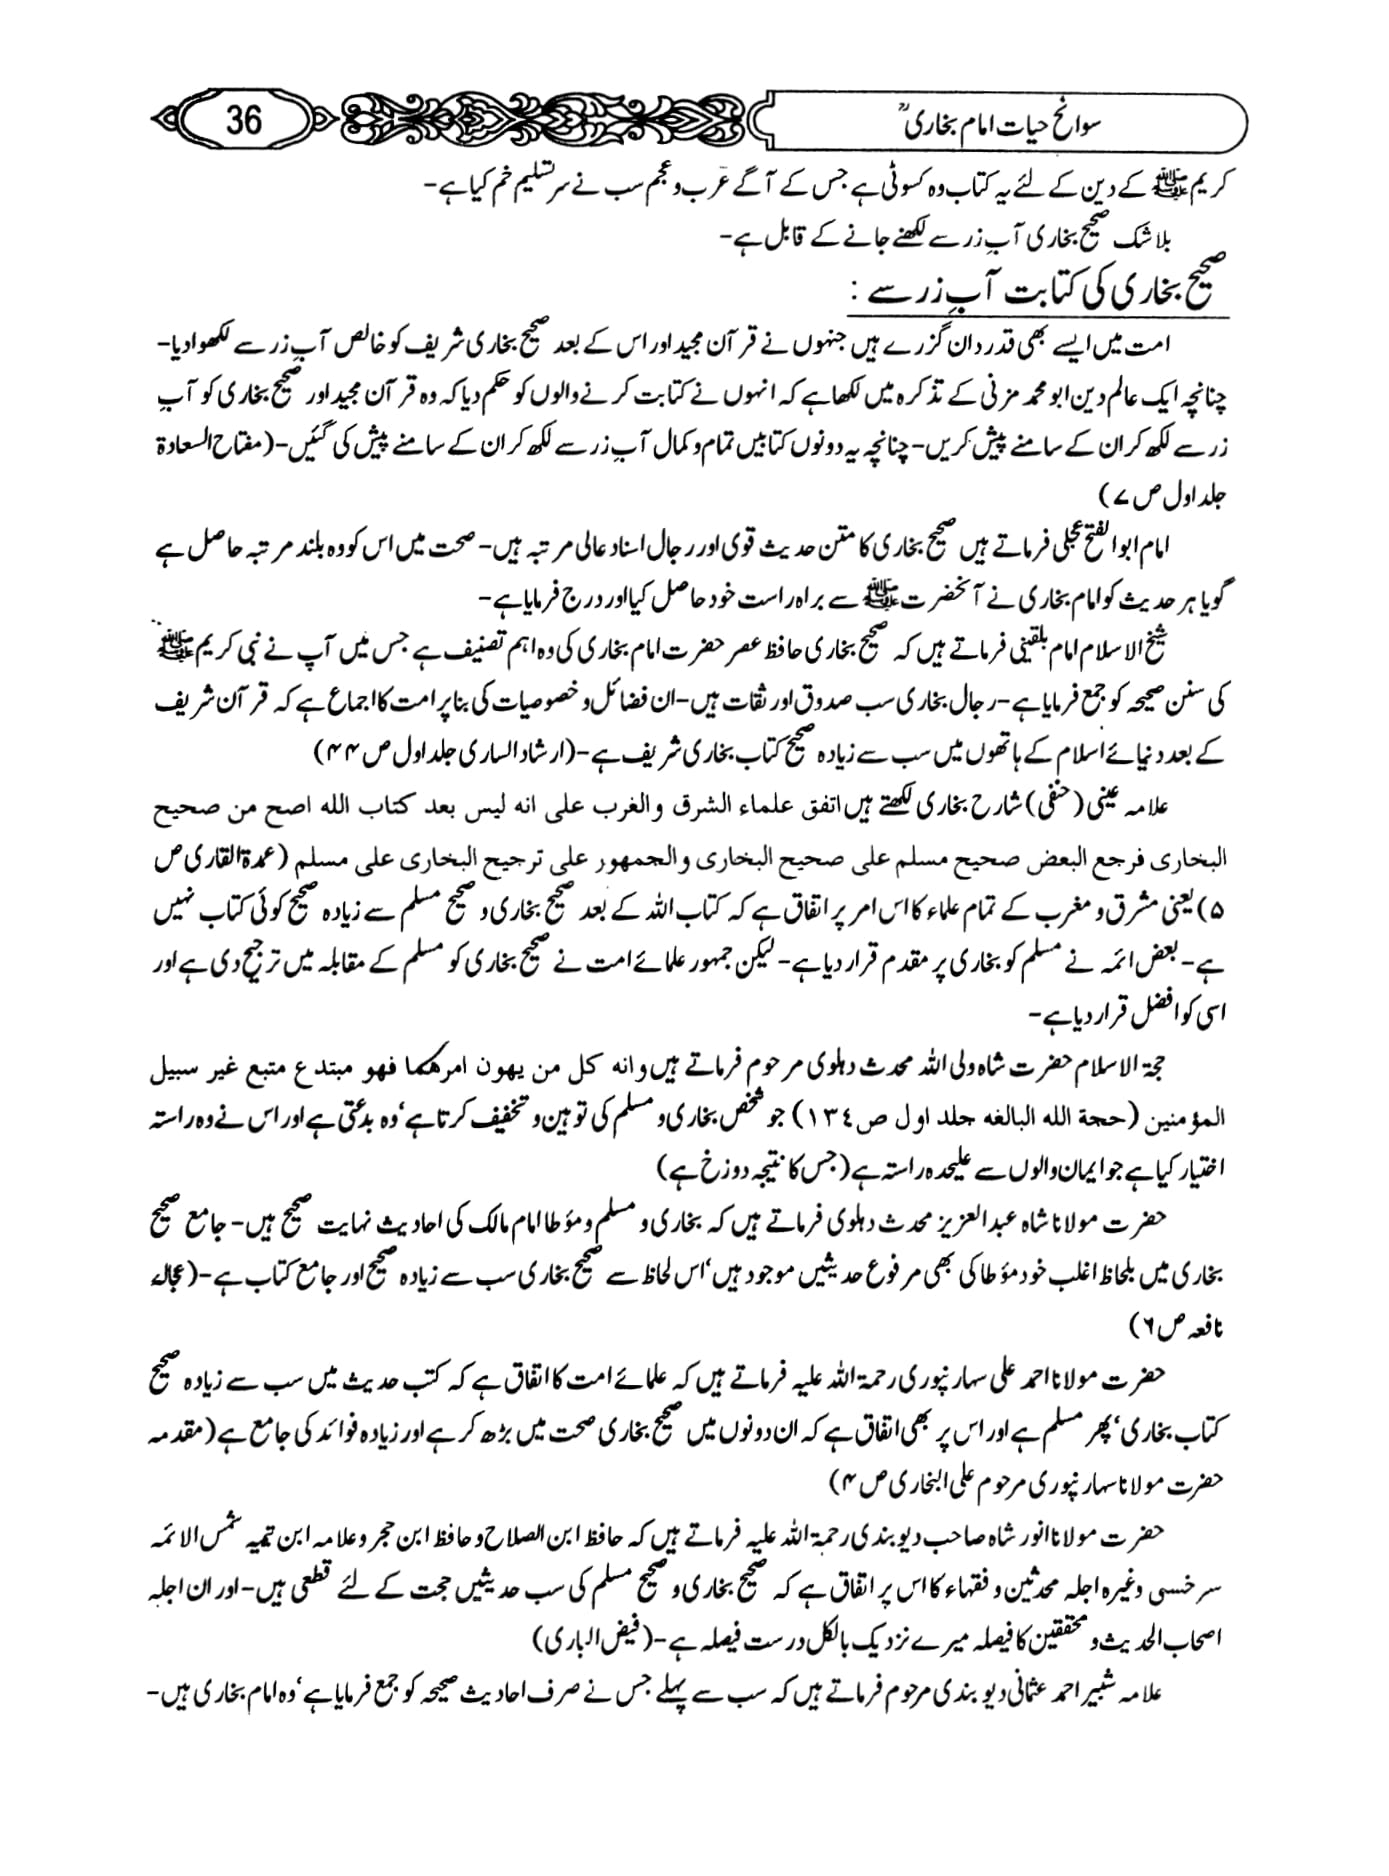 سوانح حیات امام بخاریؒ
36
کریم ﷺ کے دین کے لئے یہ کتاب وہ کسوٹی ہے جس کے آگے عرب و عجم سب نے سر تسلیم خم کیا ہے-
بلا شک صحیح بخاری آبِ زر سے لکھنے جانے کے قابل ہے-
صحیح بخاری کی کتابت آبِ زر سے :
امت میں ایسے بھی قدردان گزرے ہیں جنہوں نے قرآن مجید اور اس کے بعد صحیح بخاری شریف کو خالص آبِ زر سے لکھوا دیا-
چنانچہ ایک عالم دین ابو محمد مزنی کے تذکرہ میں لکھا ہے کہ انہوں نے کتابت کرنے والوں کو حکم دیا کہ وہ قرآن مجید اور صحیح بخاری کو آبِ
زر سے لکھ کر ان کے سامنے پیش کریں- چنانچہ یہ دونوں کتابیں تمام و کمال آبِ زر سے لکھ کر ان کے سامنے پیش کی گئیں-(مفتاح السعادۃ
جلد اول ص ۷)
امام ابو الفتح عجلی فرماتے ہیں صحیح بخاری کا متن حدیث قوی اور رجال اسناد عالی مرتبہ ہیں- صحت میں اس کو وہ بلند مرتبہ حاصل ہے
گویا ہر حدیث کو امام بخاری نے آنحضرت ﷺ سے براہ راست خود حاصل کیا اور درج فرمایا ہے-
شیخ الاسلام امام بلقینی فرماتے ہیں کہ صحیح بخاری حافظ عصر حضرت امام بخاری کی وہ اہم تصنیف ہے جس میں آپ نے نبی کریم ﷺ
کی سنن صحیحہ کو جمع فرمایا ہے- رجال بخاری سب صدوق اور ثقات ہیں- ان فضائل و خصوصیات کی بنا پر امت کا اجماع ہے کہ قرآن شریف
کے بعد دنیائے اسلام کے ہاتھوں میں سب سے زیادہ صحیح کتاب بخاری شریف ہے-(ارشاد الساری جلد اول ص ۴۴)
علامہ عینی (حنفی) شارح بخاری لکھتے ہیں اتفق علماء الشرق والغرب علی انه لیس بعد کتاب الله اصح من صحیح
البخاری فرجع البعض صحیح مسلم علی صحیح البخاری والجمهور علی ترجیح البخاری علی مسلم (عمدۃ القاری ص
۵) یعنی مشرق و مغرب کے تمام علماء کا اس امر پر اتفاق ہے کہ کتاب اللہ کے بعد صحیح بخاری و صحیح مسلم سے زیادہ صحیح کوئی کتاب نہیں
ہے- بعض ائمہ نے مسلم کو بخاری پر مقدم قرار دیا ہے- لیکن جمہور علمائے امت نے صحیح بخاری کو مسلم کے مقابلہ میں ترجیح دی ہے اور
اسی کو افضل قرار دیا ہے-
حجۃ الاسلام حضرت شاہ ولی اللہ محدث دہلوی مرحوم فرماتے ہیں وانه کل من یهون امرهما فهو مبتدع متبع غیر سبیل
المؤمنین (حجة الله البالغه جلد اول ص ۱۳٤) جو شخص بخاری و مسلم کی توہین و تخفیف کرتا ہے‘ وہ بدعتی ہے اور اس نے وہ راستہ
اختیار کیا ہے جو ایمان والوں سے علیحدہ راستہ ہے (جس کا نتیجہ دوزخ ہے)
حضرت مولانا شاہ عبدالعزیز محدث دہلوی فرماتے ہیں کہ بخاری و مسلم و مؤطا امام مالک کی احادیث نہایت صحیح ہیں- جامع صحیح
بخاری میں بلحاظ اغلب خود مؤطا کی بھی مرفوع حدیثیں موجود ہیں‘ اس لحاظ سے صحیح بخاری سب سے زیادہ صحیح اور جامع کتاب ہے-(عجالہ
نافعہ ص ۶)
حضرت مولانا احمد علی سہارنپوری رحمۃ اللہ علیہ فرماتے ہیں کہ علمائے امت کا اتفاق ہے کہ کتب حدیث میں سب سے زیادہ صحیح
کتاب بخاری‘ پھر مسلم ہے اور اس پر بھی اتفاق ہے کہ ان دونوں میں صحیح بخاری صحت میں بڑھ کر ہے اور زیادہ فوائد کی جامع ہے (مقدمہ
حضرت مولانا سہارنپوری مرحوم علی البخاری ص ۴)
حضرت مولانا انور شاہ صاحب دیوبندی رحمۃ اللہ علیہ فرماتے ہیں کہ حافظ ابن الصلاح و حافظ ابن حجر و علامہ ابن تیمیہ شمس الائمہ
سرخسی وغیرہ اجلہ محدثین و فقہاء کا اس پر اتفاق ہے کہ صحیح بخاری و صحیح مسلم کی سب حدیثیں حجت کے لئے قطعی ہیں- اور ان اجلہ
اصحاب الحدیث و محققین کا فیصلہ میرے نزدیک بالکل درست فیصلہ ہے-(فیض الباری)
علامہ شبیر احمد عثمانی دیوبندی مرحوم فرماتے ہیں کہ سب سے پہلے جس نے صرف احادیث صحیحہ کو جمع فرمایا ہے‘ وہ امام بخاری ہیں-